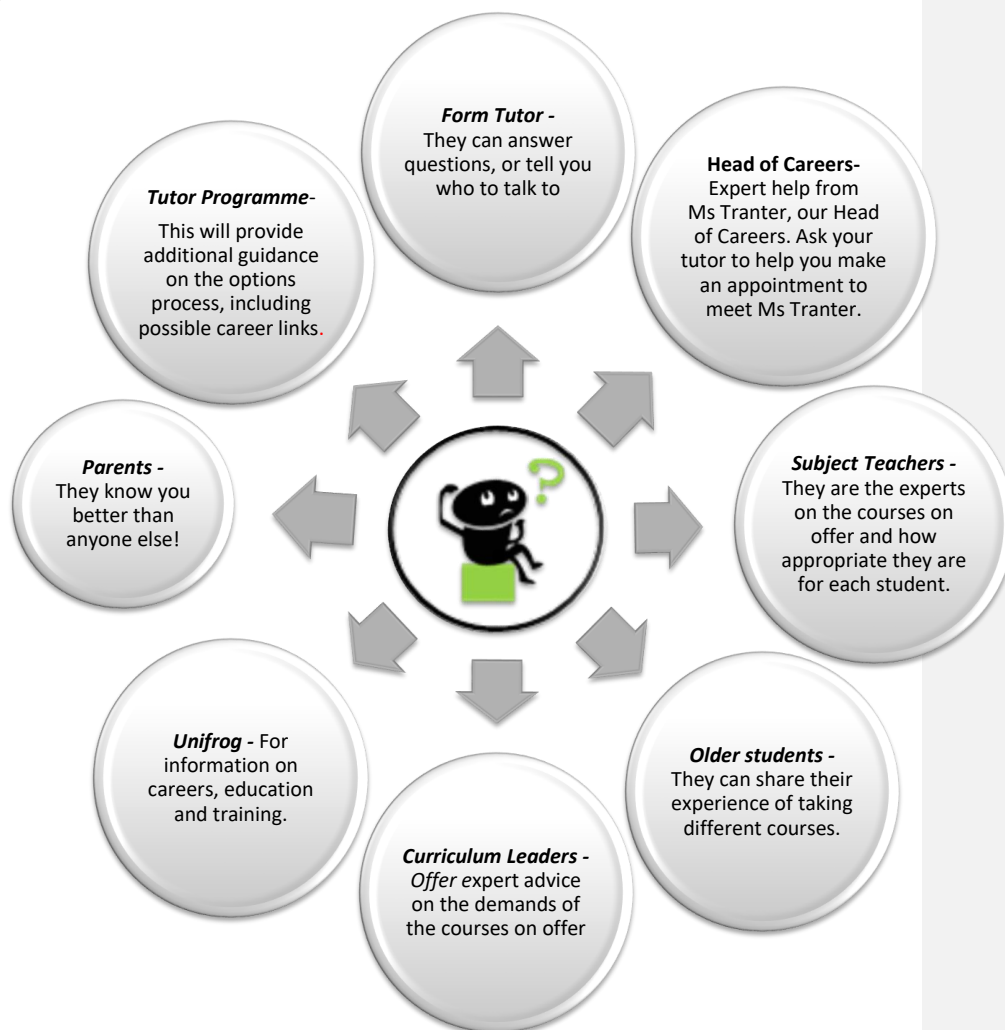 Form Tutor -
They can answer
questions, or tell you
who to talk to
Head of Careers-
Expert help from
Ms Tranter, our Head
of Careers. Ask your
tutor to help you make
an appointment to
meet Ms Tranter.
Subject Teachers -
They are the experts
on the courses on
offer and how
appropriate they are
for each student.
Older students -
They can share their
experience of taking
different courses.
Curriculum Leaders -
Offer expert advice
on the demands of
the courses on offer
Unifrog - For
information on
careers, education
and training.
Parents -
They know you
better than
anyone else!
Tutor Programme-
This will provide
additional guidance
on the options
process, including
possible career links.
?